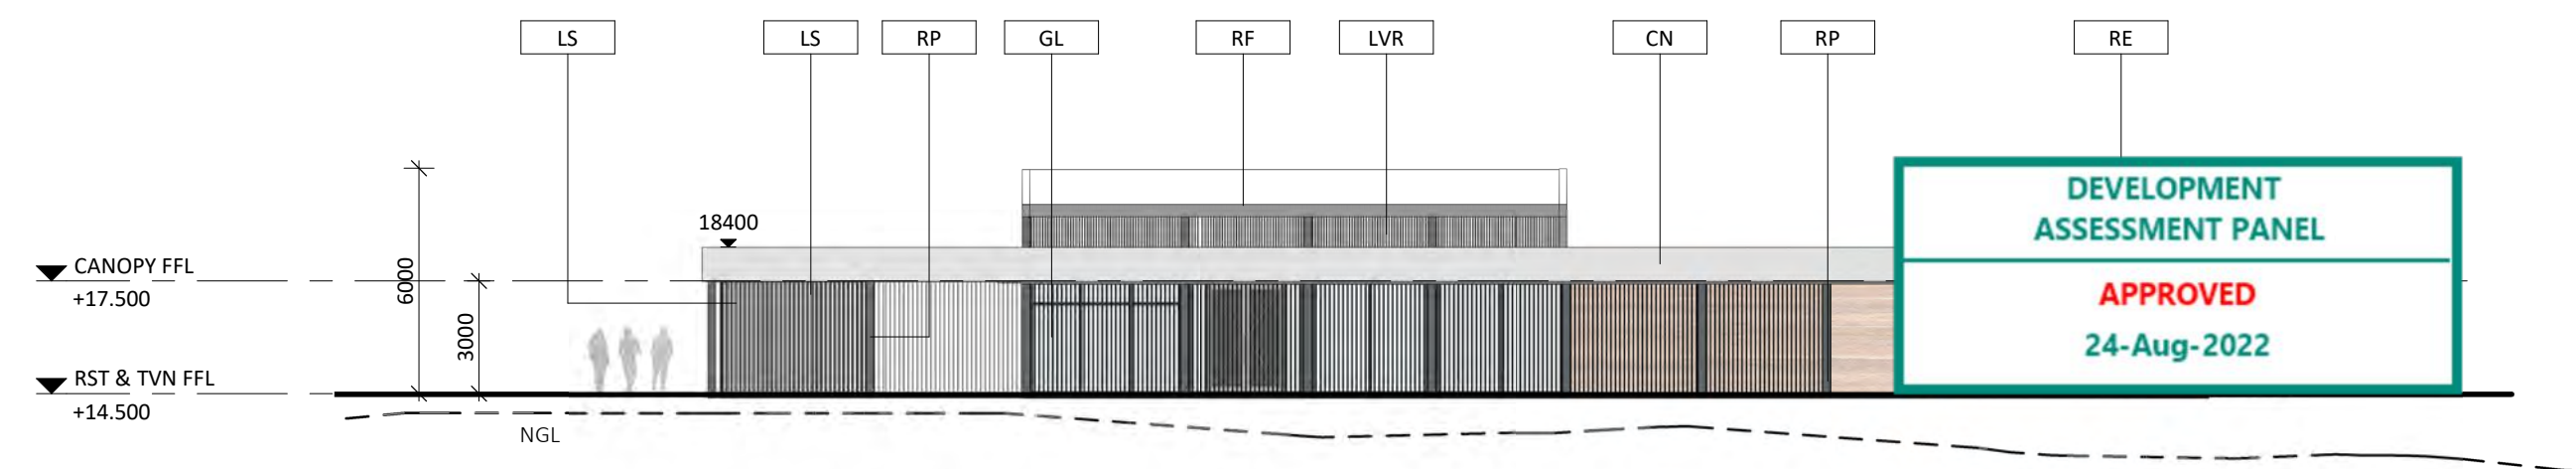 LS
LS
RP
GL
RF
LVR
CN
RP
RE
DEVELOPMENT
ASSESSMENT PANEL
APPROVED
24-Aug-2022
18400
CANOPY FFL
+17.500
6000
3000
RST & TVN FFL
+14.500
NGL